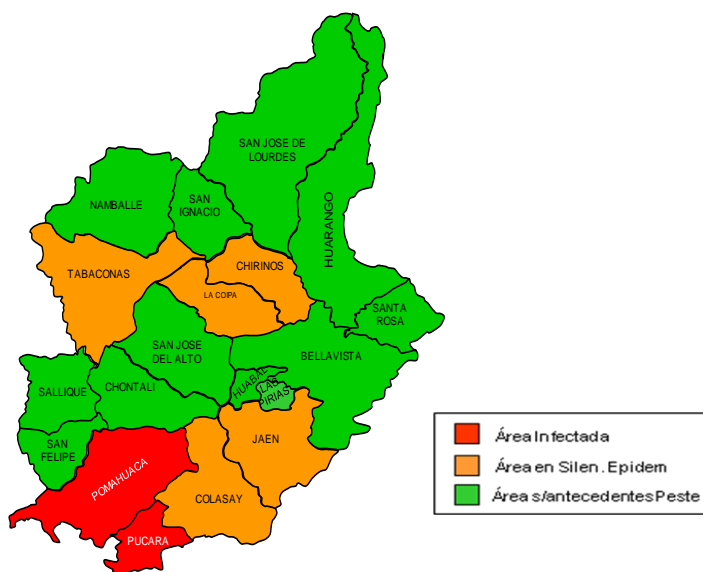 SAN JOSE DE
LOURDES
HUARANGO
NAMBALLE
SAN
IGNACIO
TABACONAS
CHIRINOS
LA COIPA
SANTA
ROSA
SAN JOSE
DEL ALTO
BELLAVISTA
HUABAL
LAS
PIRIAS
SALLIQUE
CHONTALI
SAN
FELIPE
JAEN
POMAHUACA
COLASAY
PUCARA
Área Infectada
Área en Silen. Epidem
Área s/antecedentes Peste